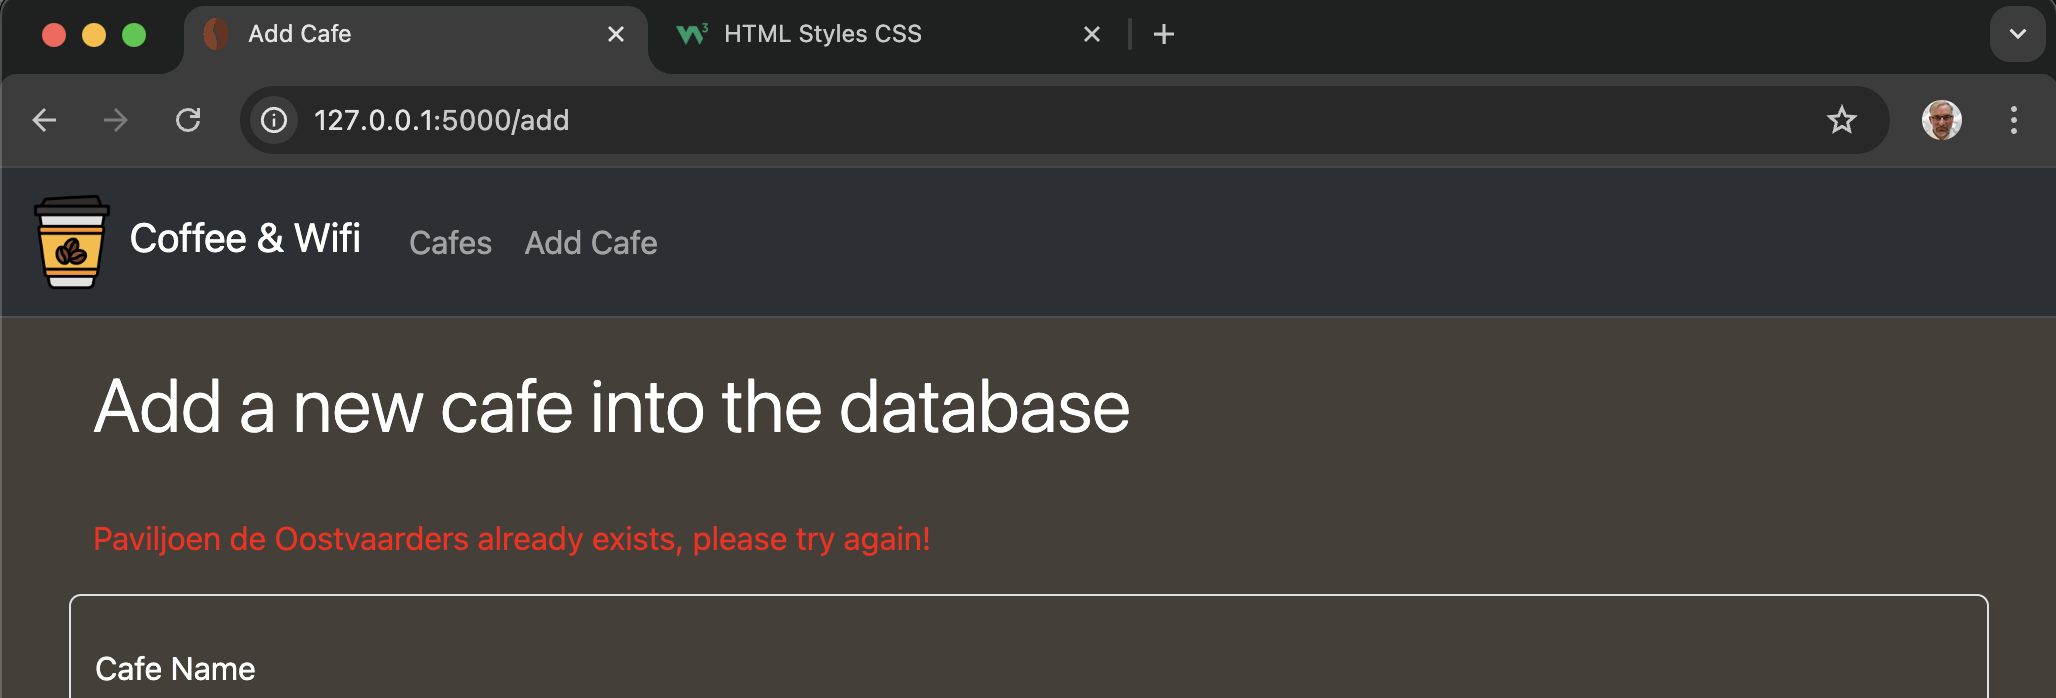 Add Cafe
HTML Styles CSS
127.0.0.1:5000/add
Coffee & Wifi
Cafes
Add Cafe
Add a new cafe into the database
Paviljoen de Oostvaarders already exists, please try again!
Cafe Name